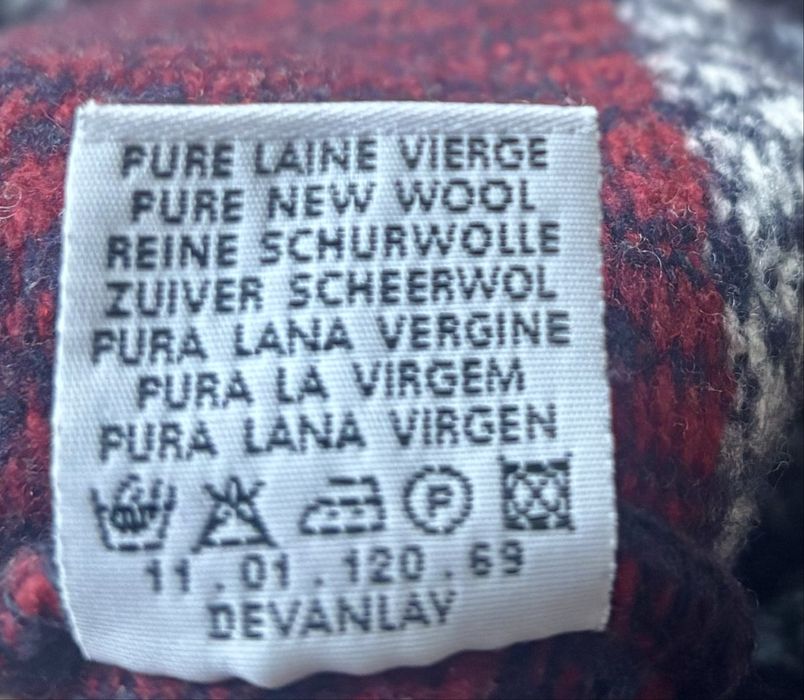 PURE LAINE VIERGE
PURE NEW WOOL
REINE SCHURWOLLE
ZUIVER SCHEERWOL
PURA LANA VERGINE
PURA LA VIRGEM
PURA LANA VIRGEN
P
11.01.120.69
DEVANLAY